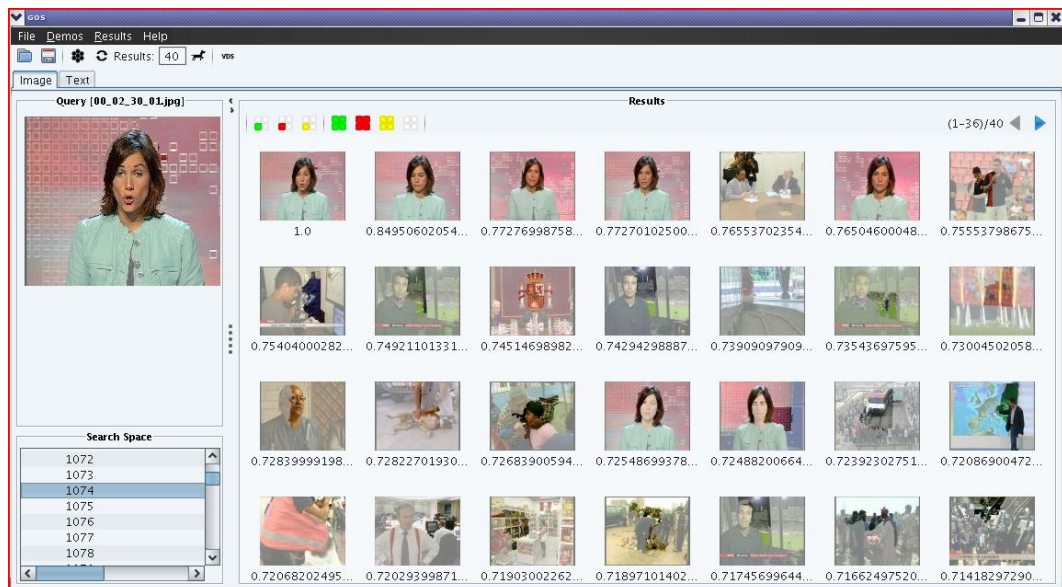 GOS
File Demos Results Help
Results: 40 VDS
Image Text
Query [00_02_30_01.jpg]
Results
(1-36)/40
1.0 0.84950602054... 0.77276998758... 0.77270102500... 0.76553702354... 0.76504600048... 0.75553798675...
0.75404000282... 0.74921101331... 0.74514698982... 0.74294298887... 0.73909097909... 0.73543697595... 0.73004502058...
0.72839999198... 0.72822701930... 0.72683900594... 0.72548699378... 0.72488200664... 0.72392302751... 0.72086900472...
Search Space
1072
1073
1074
1075
1076
1077
1078
0.72068202495... 0.72029399871... 0.71903002262... 0.71897101402... 0.71745699644... 0.71662497520... 0.71418297290...